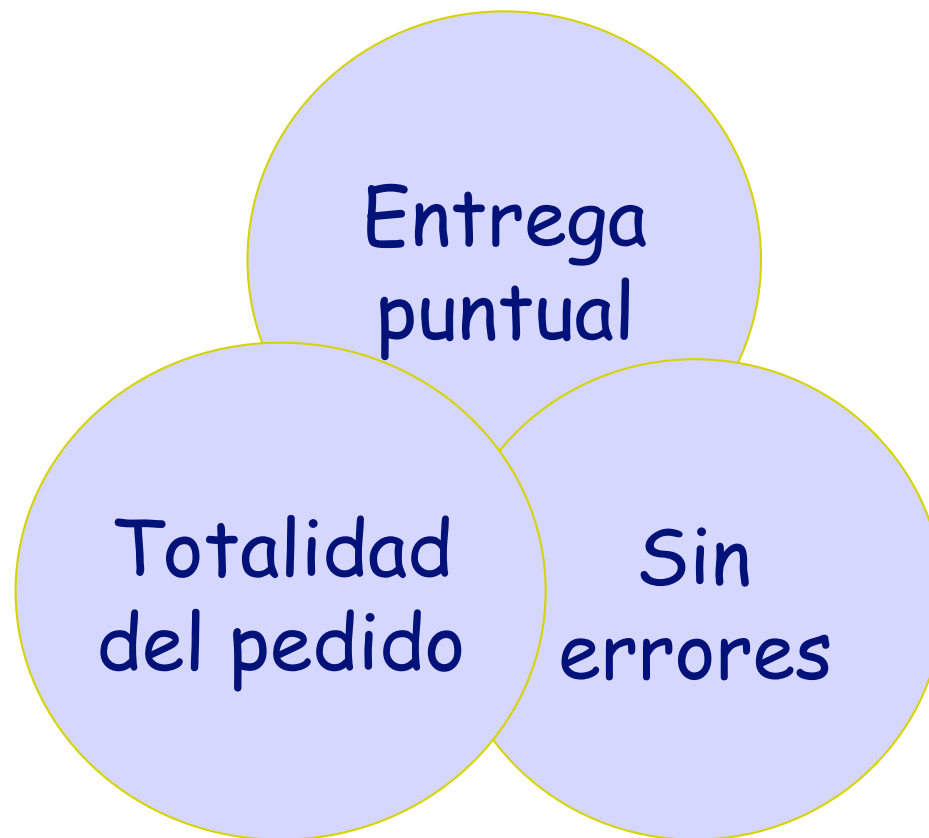 Entrega
puntual
Totalidad
del pedido
Sin
errores